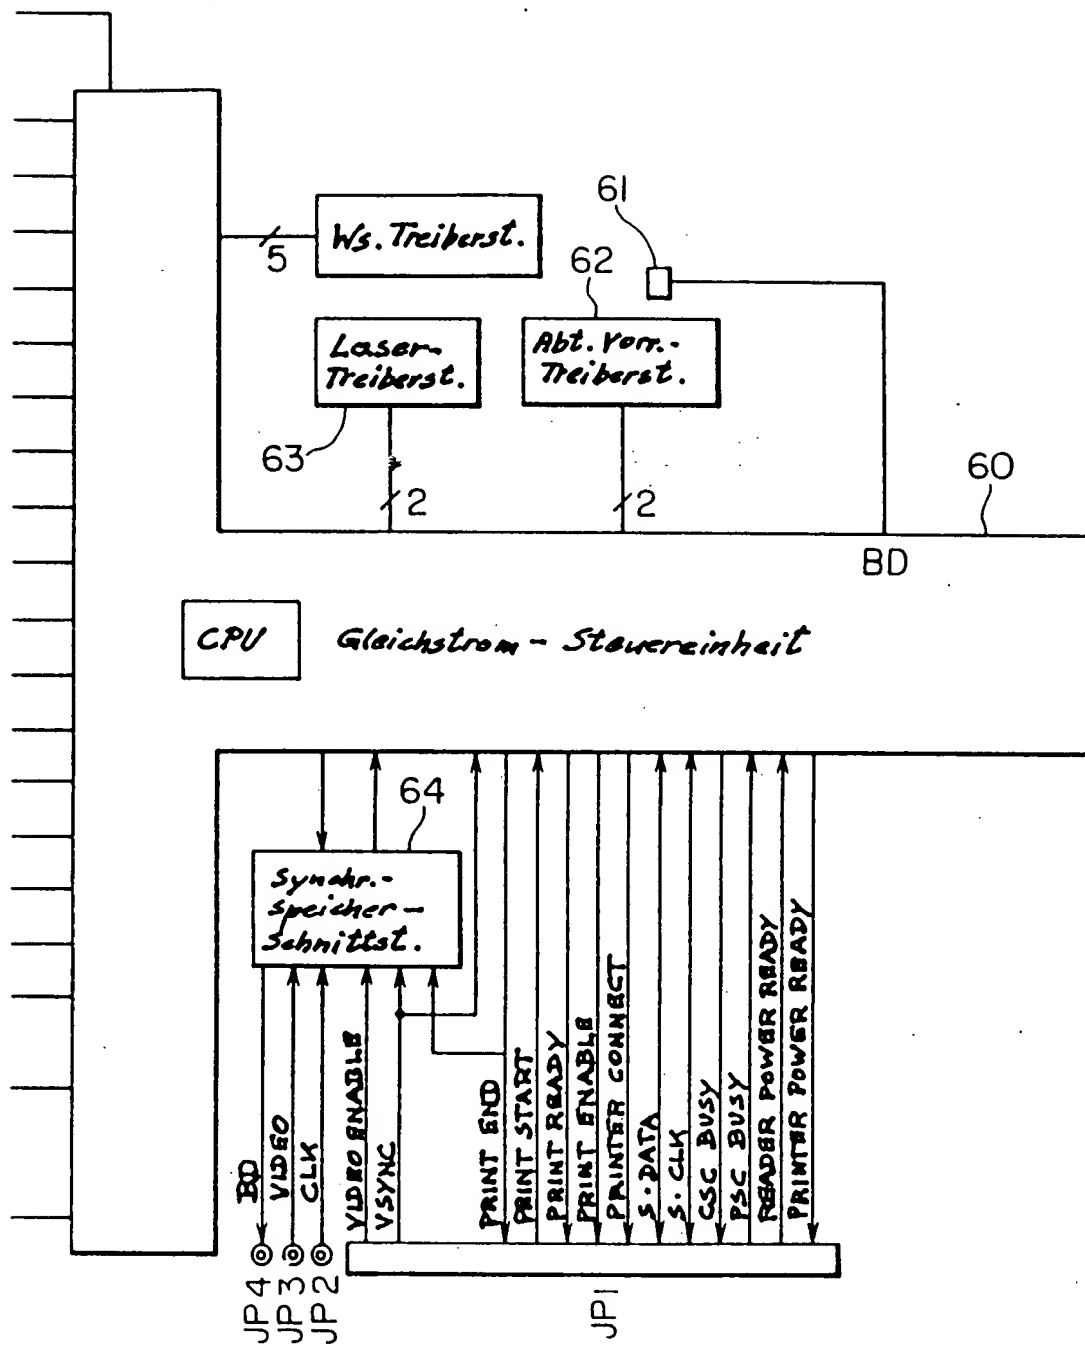 61
Ws. Treiberst.
5
62
Laser-
Treiberst.
Abt. Vorr.-
Treiberst.
63
2
2
60
BD
CPU
Gleichstrom - Steuereinheit
64
Synchr.-
speicher-
Schnittst.
BD
VIDEO
CLK
VIDEO ENABLE
VSYNC
PRINT END
PRINT START
PRINT READY
PRINT ENABLE
PRINTER CONNECT
S.DATA
S.CLK
CSC BUSY
PSC BUSY
READER POWER READY
PRINTER POWER READY
JP4
JP3
JP2
JP1